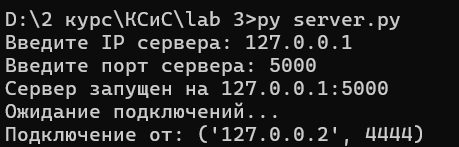 D:\2 курс\КСиС\lab 3>py server.py
Введите IP сервера: 127.0.0.1
Введите порт сервера: 5000
Сервер запущен на 127.0.0.1:5000
Ожидание подключений...
Подключение от: ('127.0.0.2', 4444)